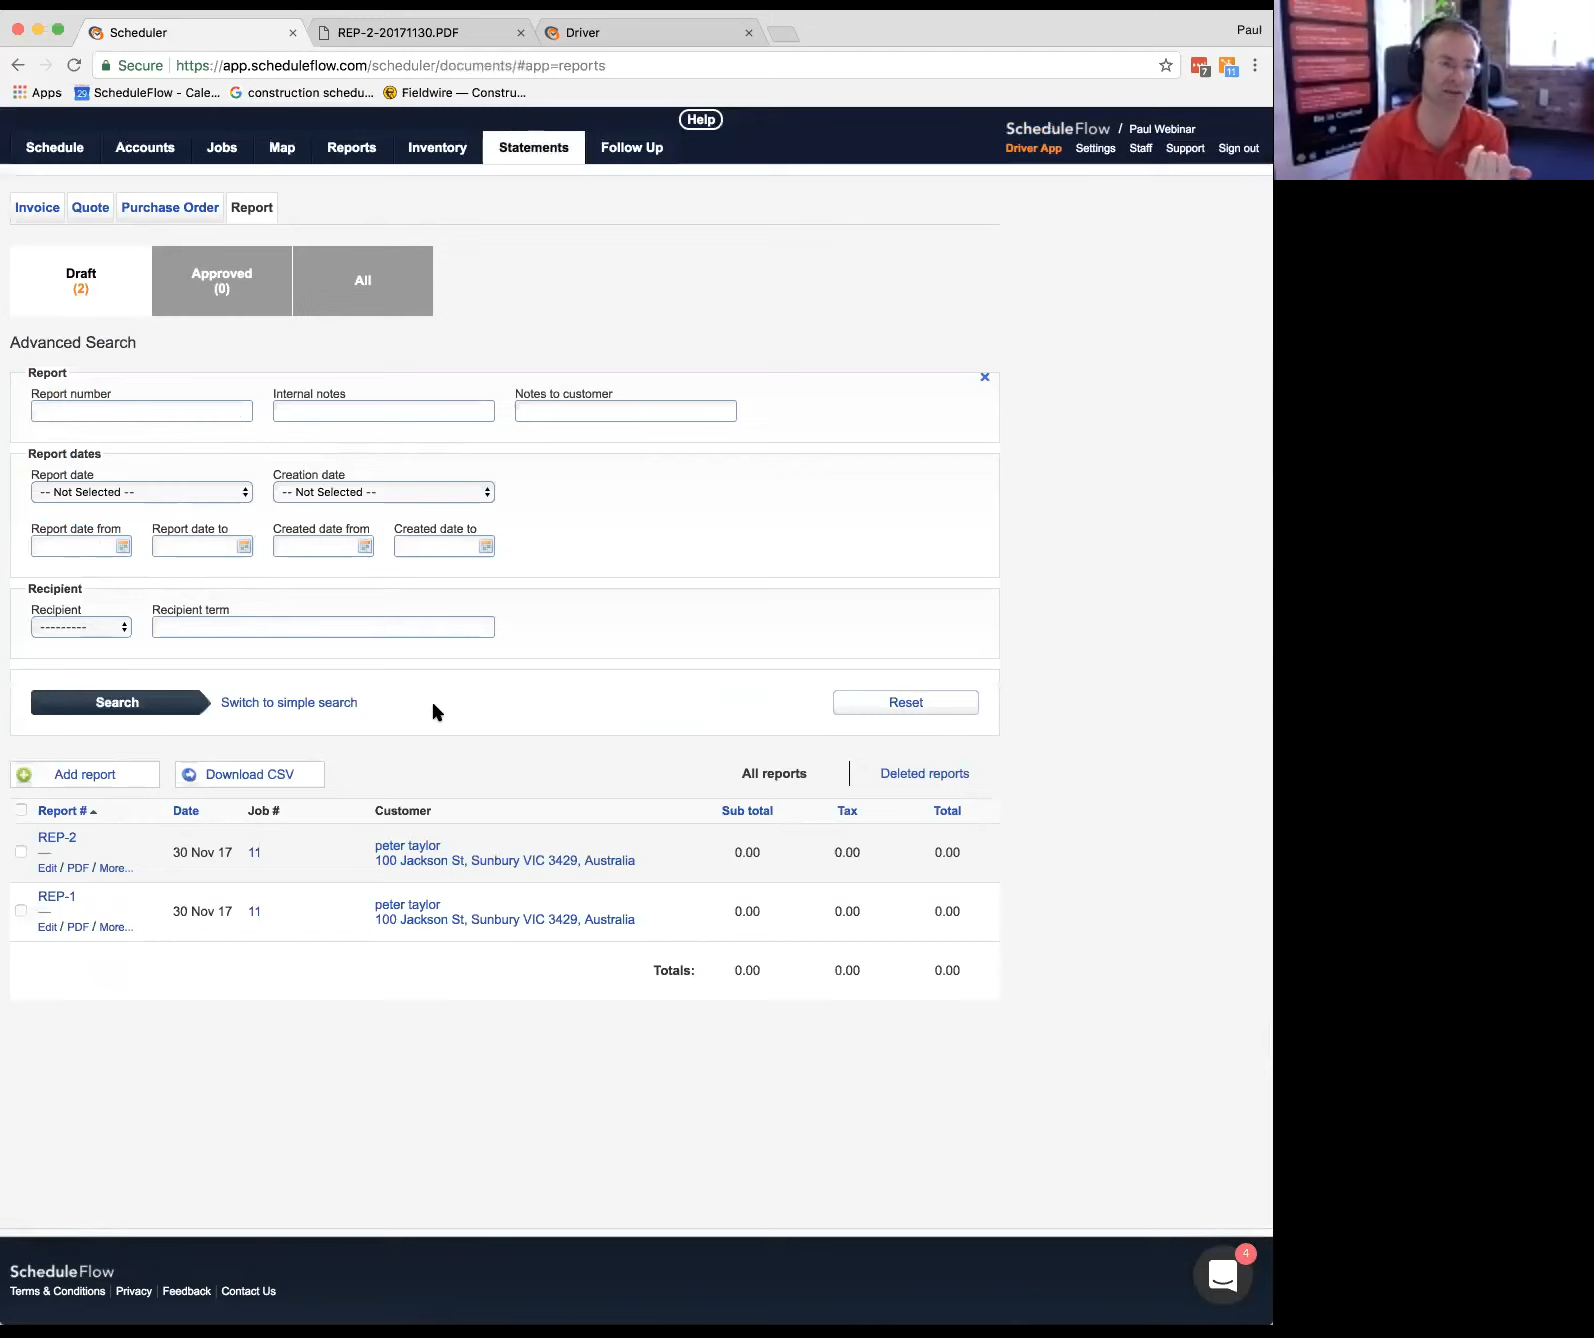 Scheduler
REP-2-20171130.PDF
Driver
Paul
Secure
https://app.scheduleflow.com/scheduler/documents/#app=reports
7
11
Apps
29
ScheduleFlow - Cale...
construction schedu...
Fieldwire — Constru...
Help
Schedule
Accounts
Jobs
Map
Reports
Inventory
Statements
Follow Up
ScheduleFlow / Paul Webinar
Driver App
Settings
Staff
Support
Sign out
Invoice
Quote
Purchase Order
Report
Draft
(2)
Approved
(0)
All
Advanced Search
Report
Report number
Internal notes
Notes to customer
Report dates
Report date
Creation date
-- Not Selected --
-- Not Selected --
Report date from
Report date to
Created date from
Created date to
Recipient
Recipient
Recipient term
---------
Search
Switch to simple search
Reset
Add report
Download CSV
All reports
Deleted reports
Report #
Date
Job #
Customer
Sub total
Tax
Total
REP-2
—
Edit / PDF / More...
30 Nov 17
11
peter taylor
100 Jackson St, Sunbury VIC 3429, Australia
0.00
0.00
0.00
REP-1
—
Edit / PDF / More...
30 Nov 17
11
peter taylor
100 Jackson St, Sunbury VIC 3429, Australia
0.00
0.00
0.00
Totals:
0.00
0.00
0.00
ScheduleFlow
Terms & Conditions
Privacy
Feedback
Contact Us
4
Be in Control